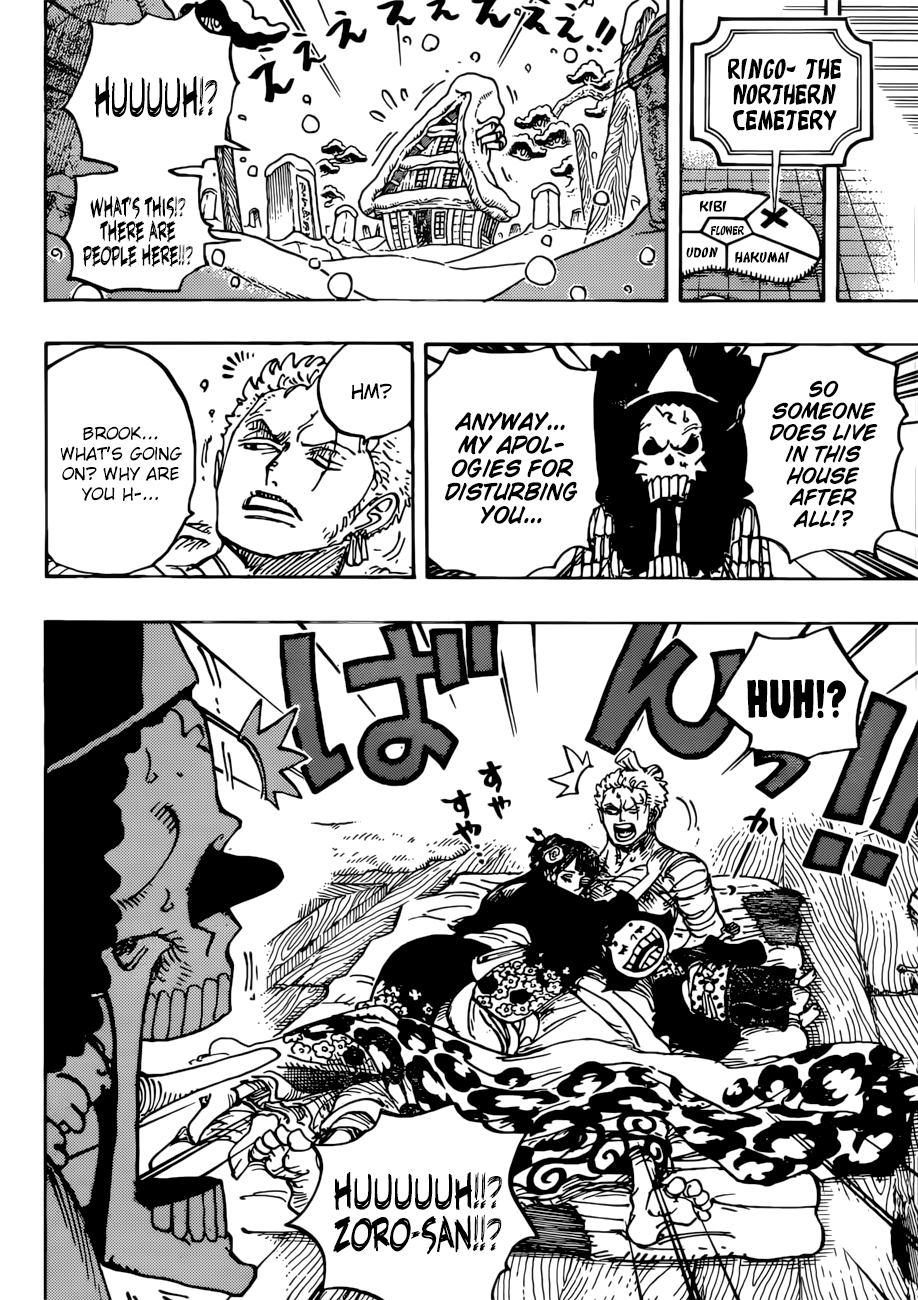 RINGO- THE
NORTHERN
CEMETERY
KIBI
FLOWER
UDON
HAKUMAI
えええええええ!!
HUUUUH!?
WHAT'S THIS!?
THERE ARE
PEOPLE HERE!!?
SO
SOMEONE
DOES LIVE
IN THIS
HOUSE
AFTER
ALL!?
ANYWAY...
MY APOL-
OGIES FOR
DISTURBING
YOU...
HM?
BROOK...
WHAT'S GOING
ON? WHY ARE
YOU H-...
ばんっ!!
HUH!?
すやすや...
か
HUUUUUH!!?
ZORO-SAN!!?